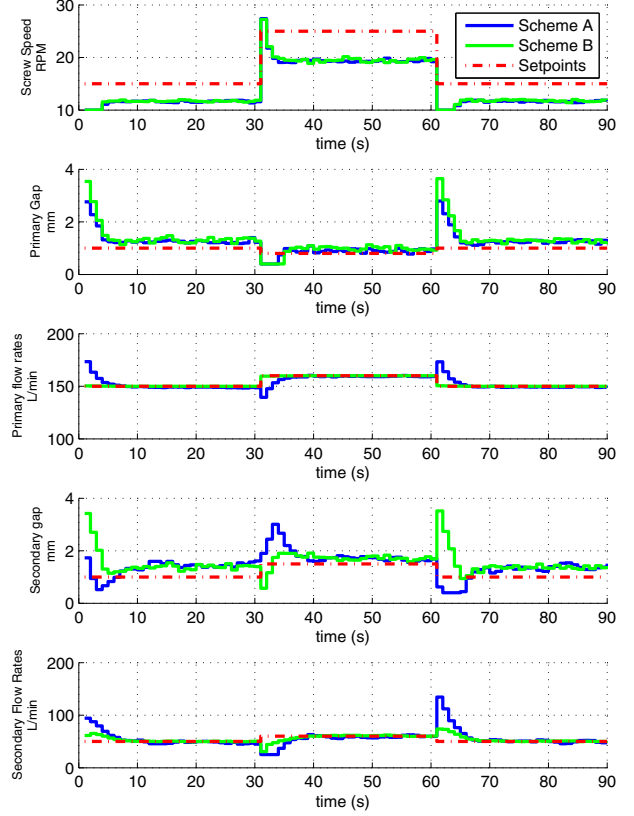 Screw Speed
RPM
30
20
10
0 10 20 30 40 50 60 70 80 90
time (s)
Scheme A
Scheme B
Setpoints
Primary Gap
mm
4
2
0
0 10 20 30 40 50 60 70 80 90
time (s)
Primary flow rates
L/min
200
150
100
0 10 20 30 40 50 60 70 80 90
time (s)
Secondary gap
mm
4
2
0
0 10 20 30 40 50 60 70 80 90
time (s)
Secondary Flow Rates
L/min
200
100
0
0 10 20 30 40 50 60 70 80 90
time (s)